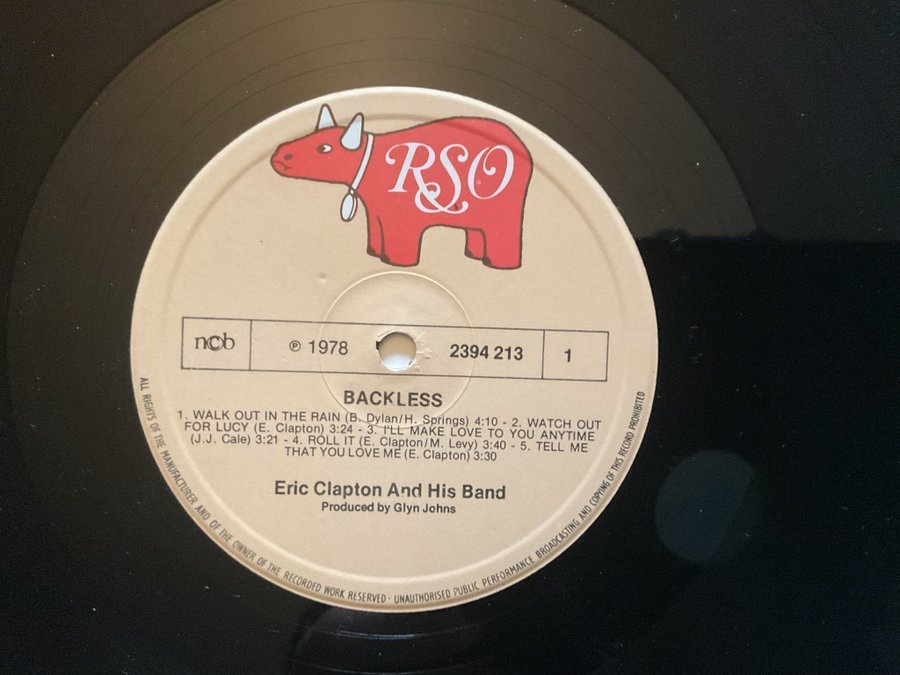 RSO
ncb
℗ 1978
2394 213
1
BACKLESS
1. WALK OUT IN THE RAIN (B. Dylan/H. Springs) 4:10 - 2. WATCH OUT
FOR LUCY (E. Clapton) 3:24 - 3. I'LL MAKE LOVE TO YOU ANYTIME
(J.J. Cale) 3:21 - 4. ROLL IT (E. Clapton/M. Levy) 3:40 - 5. TELL ME
THAT YOU LOVE ME (E. Clapton) 3:30
Eric Clapton And His Band
Produced by Glyn Johns
ALL RIGHTS OF THE MANUFACTURER AND OF THE OWNER OF THE RECORDED WORK RESERVED · UNAUTHORISED PUBLIC PERFORMANCE BROADCASTING AND COPYING OF THIS RECORD PROHIBITED